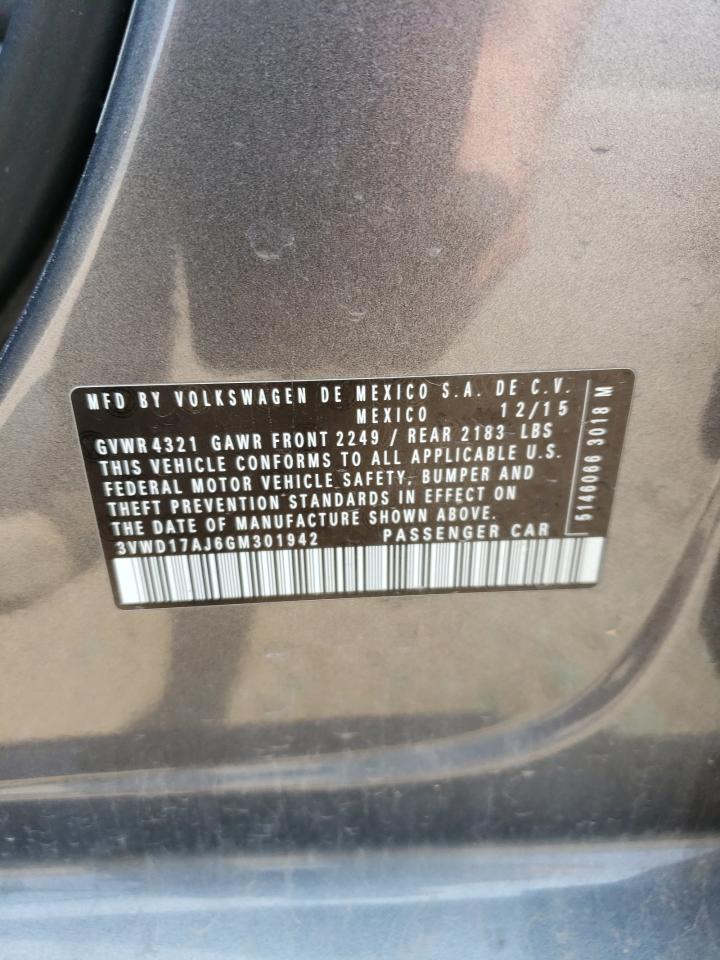 MFD BY VOLKSWAGEN DE MEXICO S.A. DE C.V.
MEXICO 12/15
GVWR 4321 GAWR FRONT 2249 / REAR 2183 LBS
THIS VEHICLE CONFORMS TO ALL APPLICABLE U.S.
FEDERAL MOTOR VEHICLE SAFETY, BUMPER AND
THEFT PREVENTION STANDARDS IN EFFECT ON
THE DATE OF MANUFACTURE SHOWN ABOVE.
3VWD17AJ6GM301942 PASSENGER CAR
6146066 3018 M